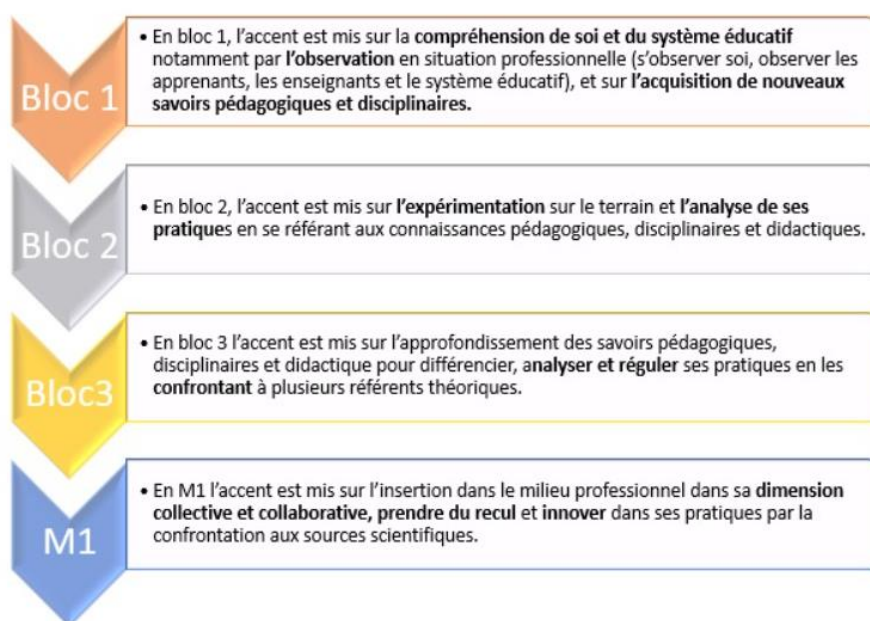 Bloc 1
• En bloc 1, l'accent est mis sur la compréhension de soi et du système éducatif
notamment par l'observation en situation professionnelle (s'observer soi, observer les
apprenants, les enseignants et le système éducatif), et sur l'acquisition de nouveaux
savoirs pédagogiques et disciplinaires.
Bloc 2
• En bloc 2, l'accent est mis sur l'expérimentation sur le terrain et l'analyse de ses
pratiques en se référant aux connaissances pédagogiques, disciplinaires et didactiques.
Bloc3
• En bloc 3 l'accent est mis sur l'approfondissement des savoirs pédagogiques,
disciplinaires et didactique pour différencier, analyser et réguler ses pratiques en les
confrontant à plusieurs référents théoriques.
M1
• En M1 l'accent est mis sur l'insertion dans le milieu professionnel dans sa dimension
collective et collaborative, prendre du recul et innover dans ses pratiques par la
confrontation aux sources scientifiques.